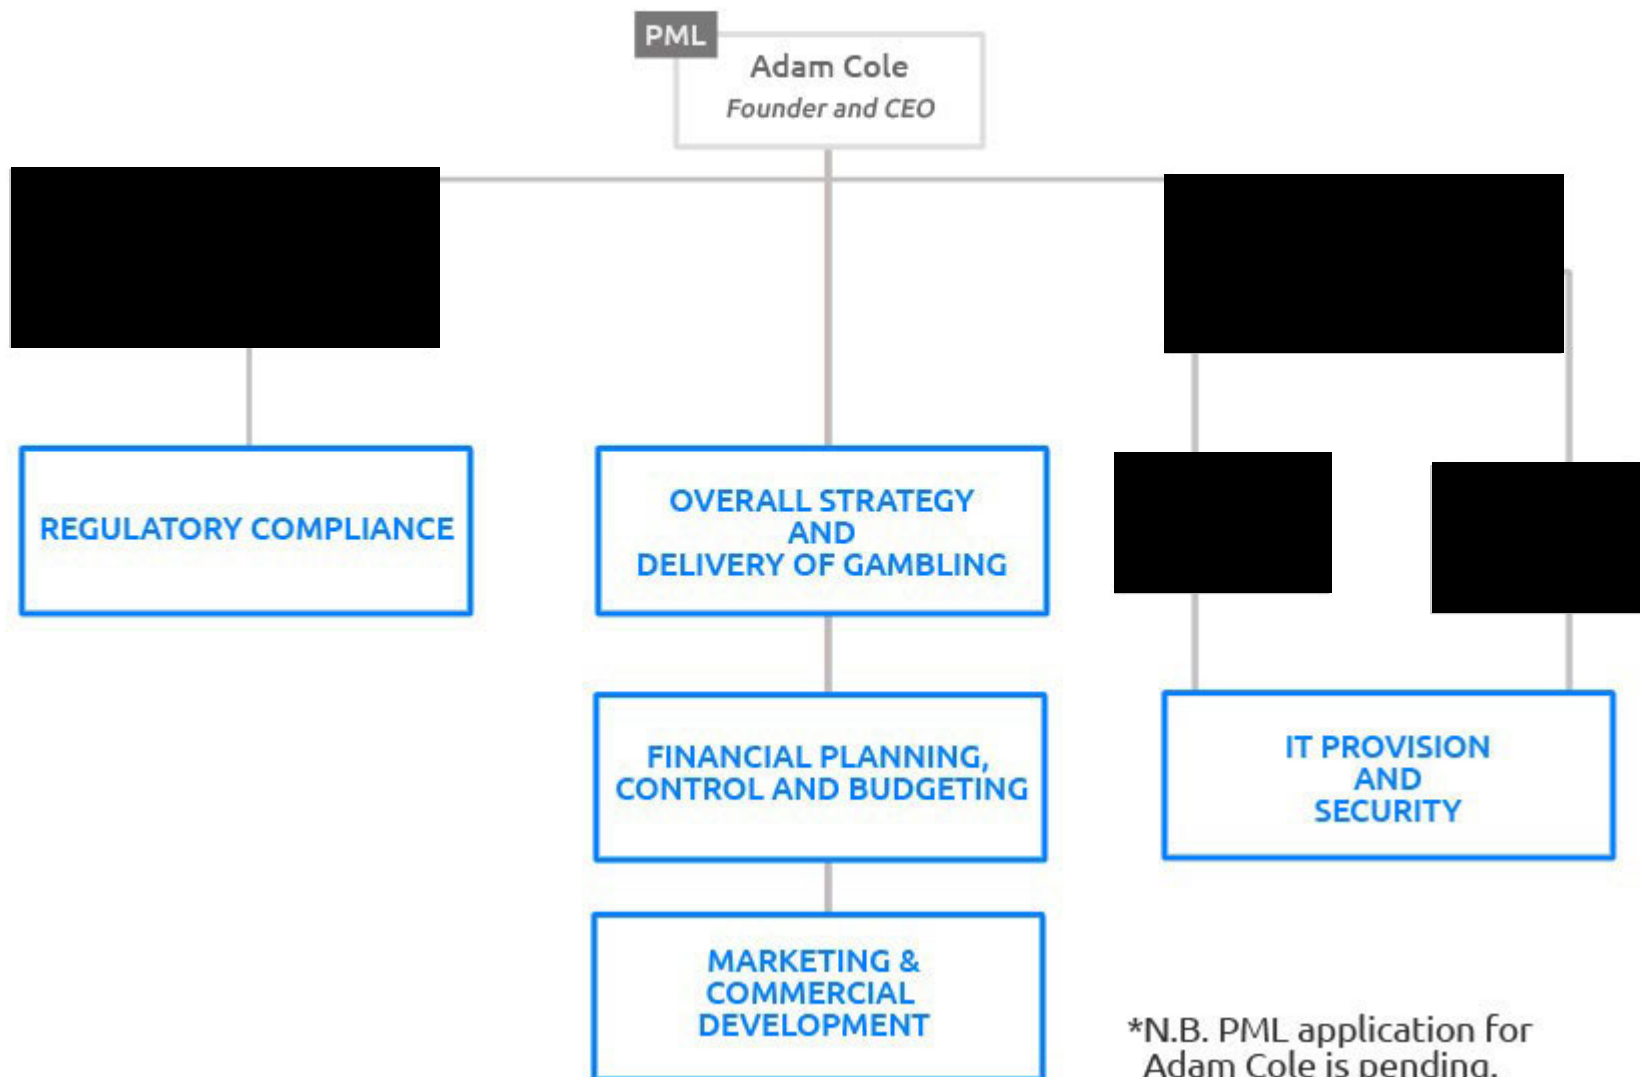 PML
Adam Cole
Founder and CEO
REGULATORY COMPLIANCE
OVERALL STRATEGY
AND
DELIVERY OF GAMBLING
FINANCIAL PLANNING,
CONTROL AND BUDGETING
IT PROVISION
AND
SECURITY
MARKETING &
COMMERCIAL
DEVELOPMENT
*N.B. PML application for
Adam Cole is pending.